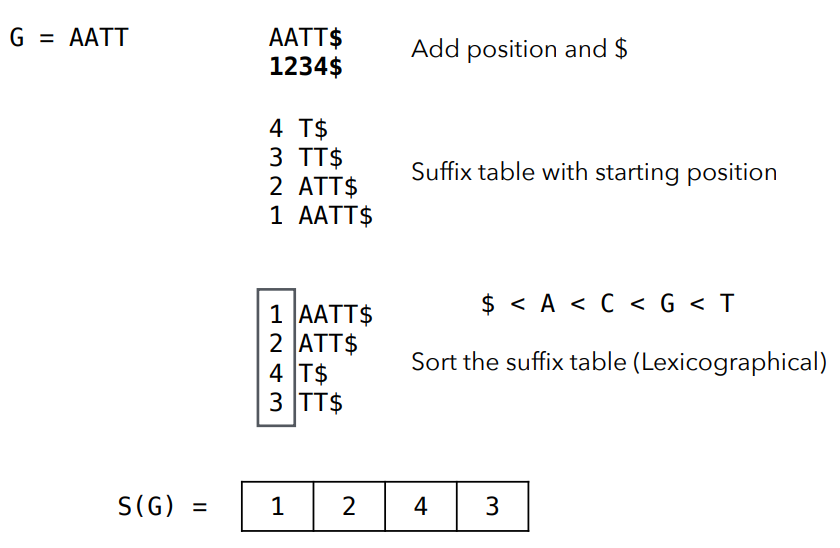 G = AATT
AATT$
1234$
Add position and $
4 T$
3 TT$
2 ATT$
1 AATT$
Suffix table with starting position
1 AATT$
2 ATT$
4 T$
3 TT$
$ < A < C < G < T
Sort the suffix table (Lexicographical)
S(G) = 1 2 4 3